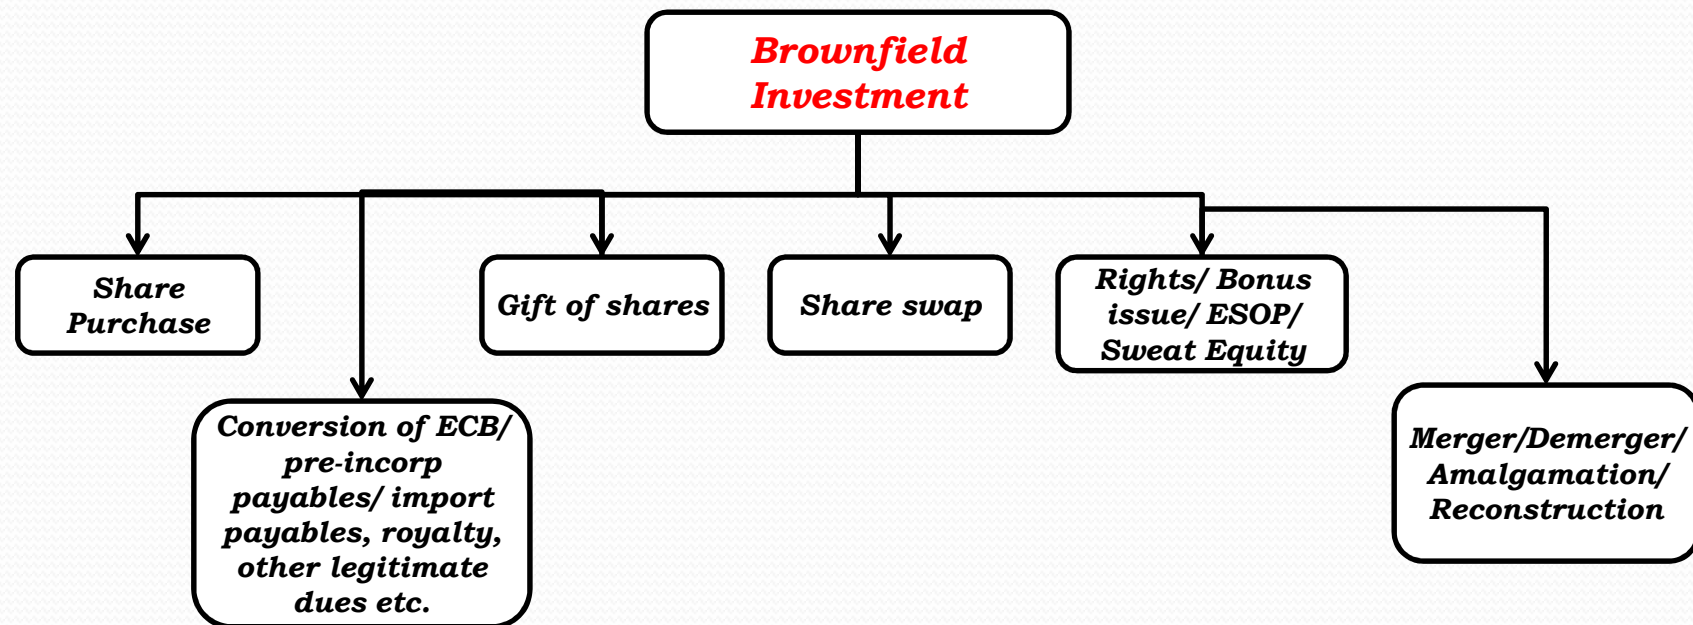 Brownfield
Investment
Share
Purchase
Gift of shares
Share swap
Rights/ Bonus
issue/ ESOP/
Sweat Equity
Conversion of ECB/
pre-incorp
payables/ import
payables, royalty,
other legitimate
dues etc.
Merger/Demerger/
Amalgamation/
Reconstruction